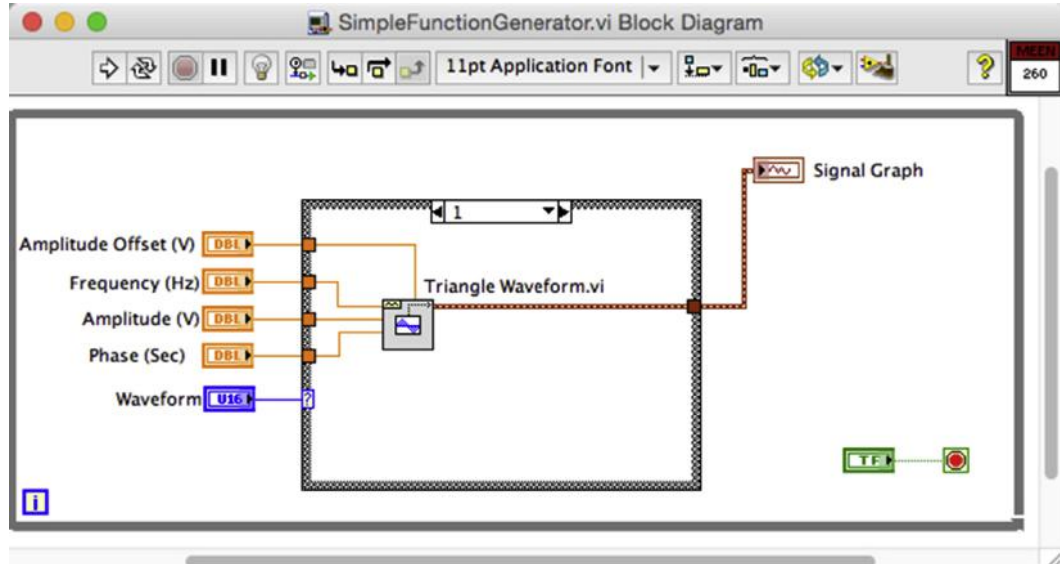 SimpleFunctionGenerator.vi Block Diagram
11pt Application Font
MEEN
260
Signal Graph
1
Amplitude Offset (V) DBL
Frequency (Hz) DBL
Triangle Waveform.vi
Amplitude (V) DBL
Phase (Sec) DBL
Waveform U16
?
TF
i